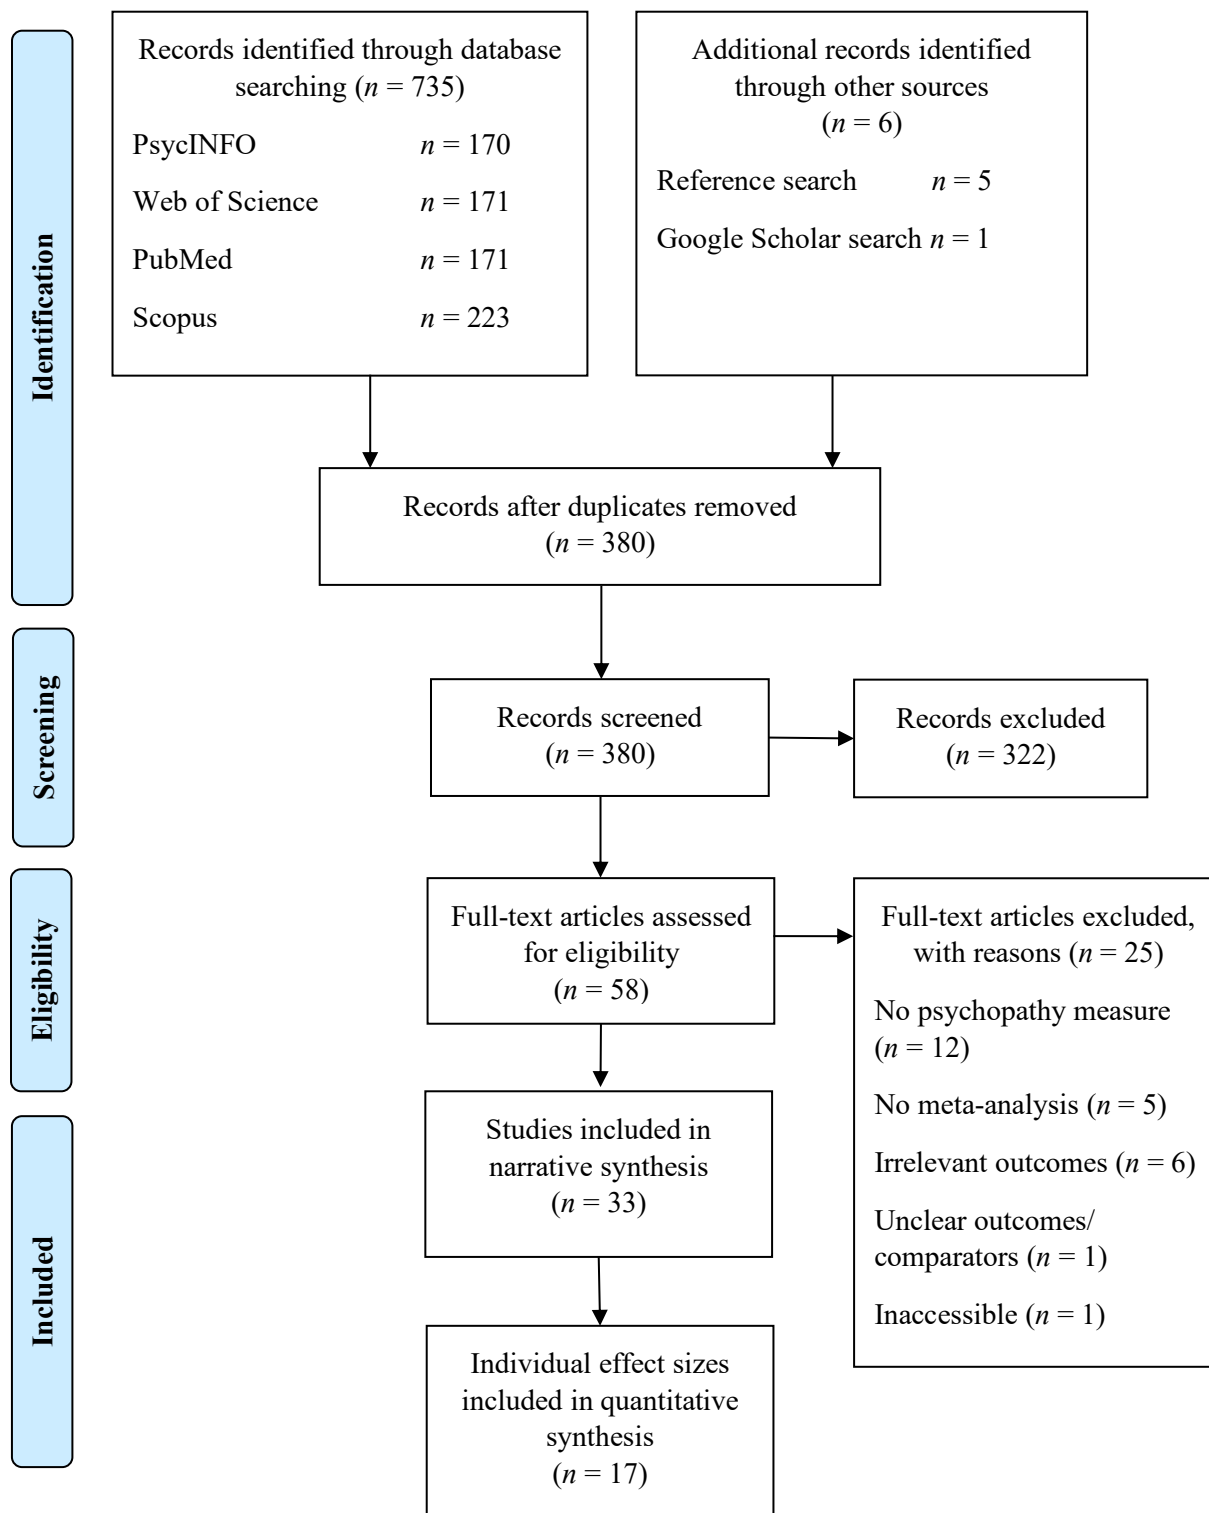 Identification
Records identified through database
searching (n = 735)
PsycINFO n = 170
Web of Science n = 171
PubMed n = 171
Scopus n = 223
Additional records identified
through other sources
(n = 6)
Reference search n = 5
Google Scholar search n = 1
Records after duplicates removed
(n = 380)
Screening
Records screened
(n = 380)
Records excluded
(n = 322)
Eligibility
Full-text articles assessed
for eligibility
(n = 58)
Full-text articles excluded,
with reasons (n = 25)
No psychopathy measure
(n = 12)
No meta-analysis (n = 5)
Irrelevant outcomes (n = 6)
Unclear outcomes/
comparators (n = 1)
Inaccessible (n = 1)
Included
Studies included in
narrative synthesis
(n = 33)
Individual effect sizes
included in quantitative
synthesis
(n = 17)